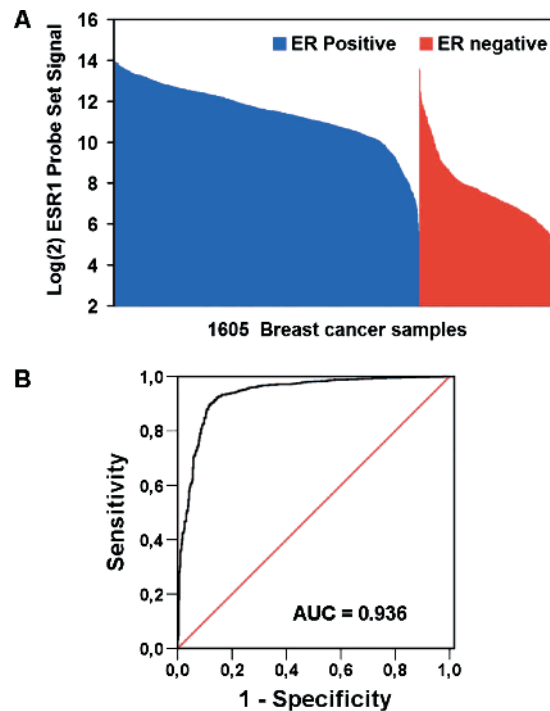 A
Log(2) ESR1 Probe Set Signal
16
14
12
10
8
6
4
2
ER Positive
ER negative
1605 Breast cancer samples
B
Sensitivity
1,0
0,8
0,6
0,4
0,2
0,0
AUC = 0.936
0,0 0,2 0,4 0,6 0,8 1,0
1 - Specificity